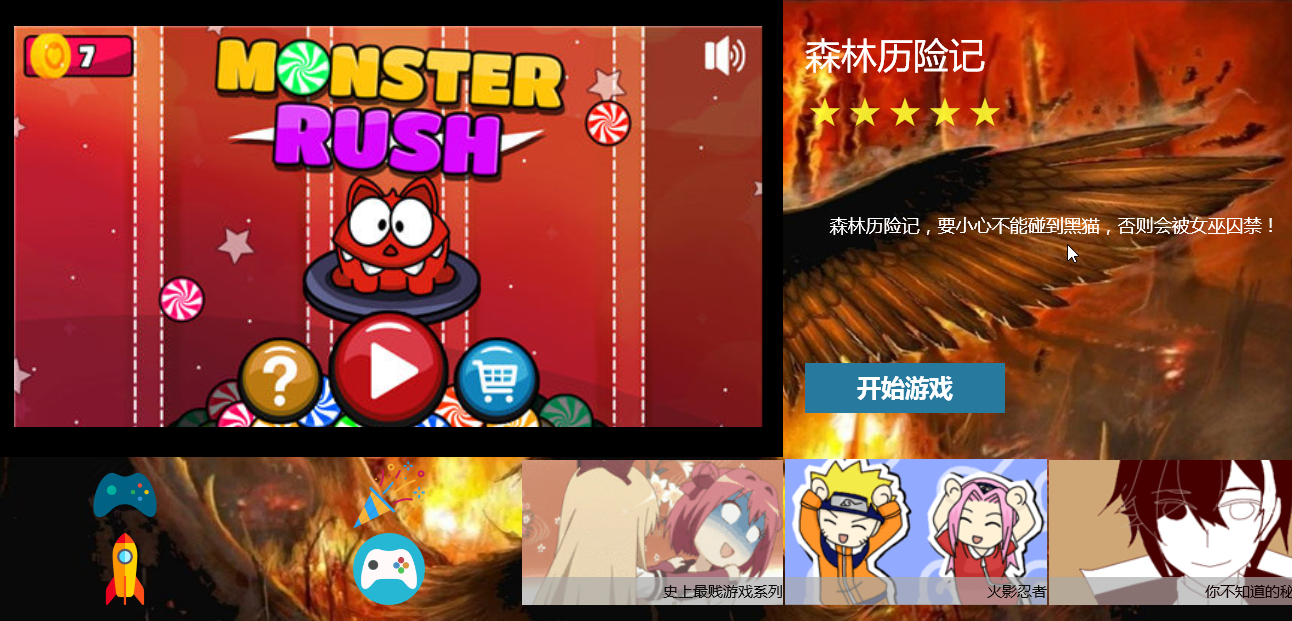 7
MONSTER
RUSH
?
森林历险记
森林历险记，要小心不能碰到黑猫，否则会被女巫囚禁！
开始游戏
史上最贱游戏系列
火影忍者
你不知道的秘